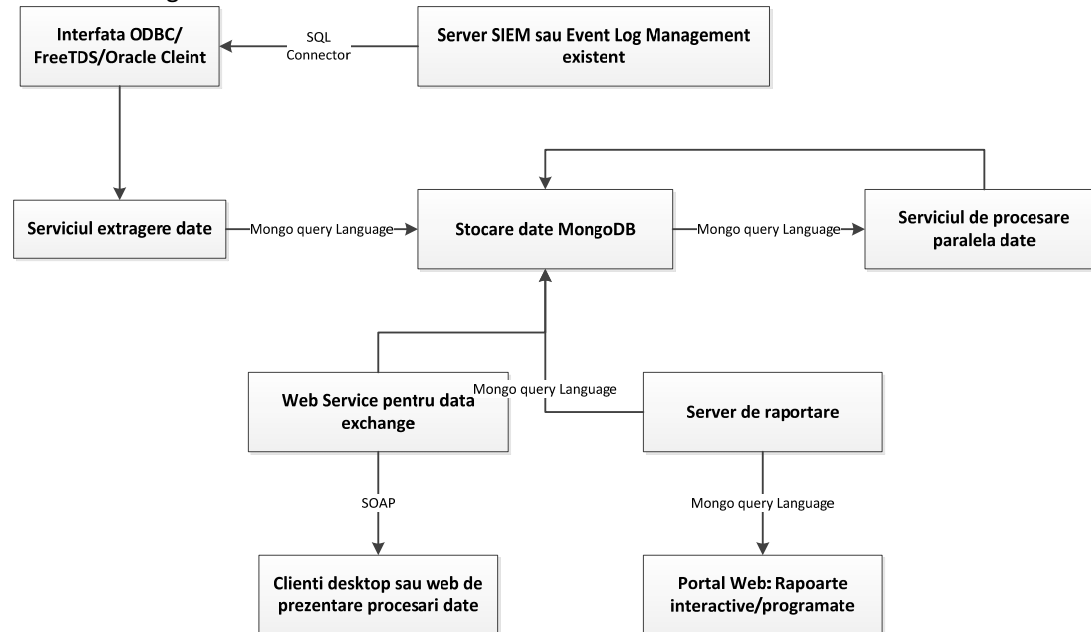 Interfata ODBC/
FreeTDS/Oracle Cleint
SQL
Connector
Server SIEM sau Event Log Management
existent
Serviciul extragere date
Mongo query Language
Stocare date MongoDB
Mongo query Language
Serviciul de procesare
paralela date
Web Service pentru data
exchange
Mongo query Language
Server de raportare
SOAP
Mongo query Language
Clienti desktop sau web de
prezentare procesari date
Portal Web: Rapoarte
interactive/programate